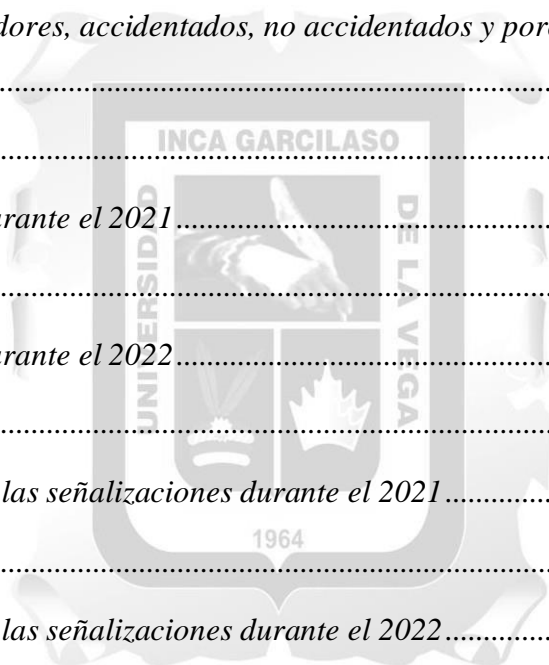 dores, accidentados, no accidentados y por
....................................................................
INCA GARCILASO
....................................................................
UNIVERSIDAD
DE LA VEGA
urante el 2021....................................................
....................................................................
urante el 2022....................................................
....................................................................
las señalizaciones durante el 2021..................
1964
....................................................................
las señalizaciones durante el 2022..................